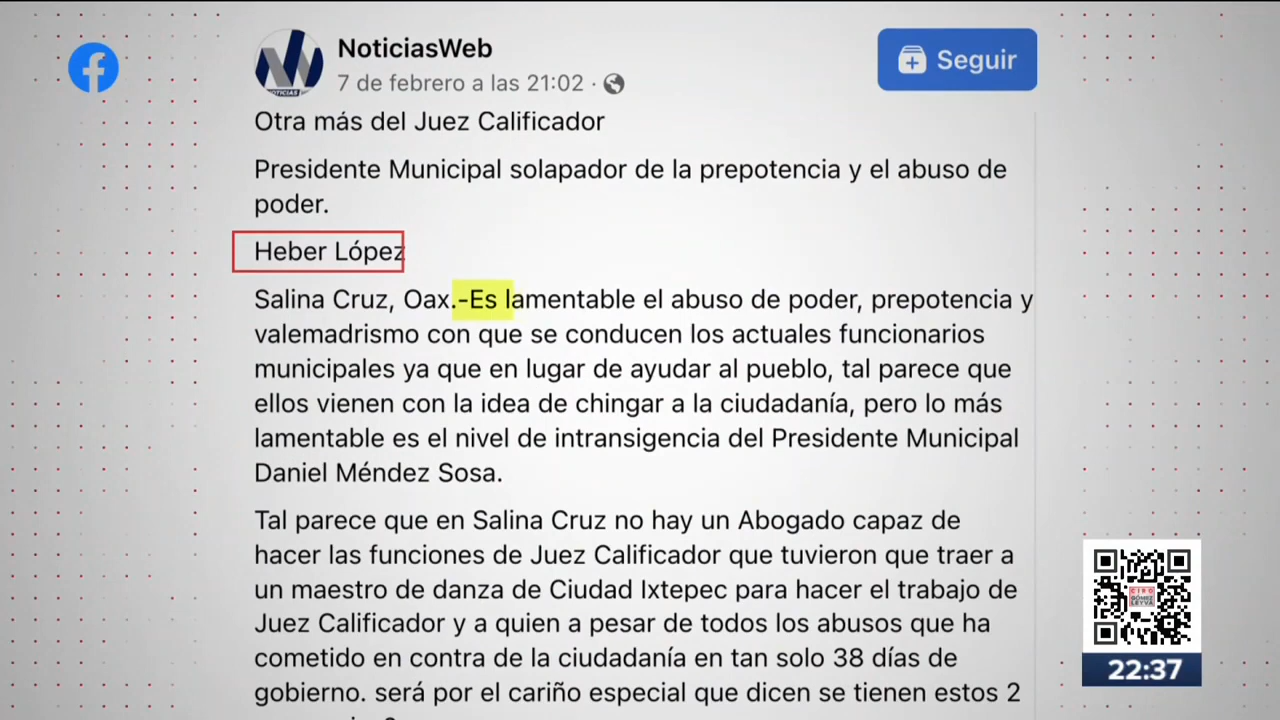 NoticiasWeb
7 de febrero a las 21:02 ·
Seguir
NOTICIAS
Otra más del Juez Calificador
Presidente Municipal solapador de la prepotencia y el abuso de
poder.
Heber López
Salina Cruz, Oax.-Es lamentable el abuso de poder, prepotencia y
valemadrismo con que se conducen los actuales funcionarios
municipales ya que en lugar de ayudar al pueblo, tal parece que
ellos vienen con la idea de chingar a la ciudadanía, pero lo más
lamentable es el nivel de intransigencia del Presidente Municipal
Daniel Méndez Sosa.
Tal parece que en Salina Cruz no hay un Abogado capaz de
hacer las funciones de Juez Calificador que tuvieron que traer a
un maestro de danza de Ciudad Ixtepec para hacer el trabajo de
Juez Calificador y a quien a pesar de todos los abusos que ha
cometido en contra de la ciudadanía en tan solo 38 días de
gobierno. será por el cariño especial que dicen se tienen estos 2
CIRO
GÓMEZ
LEYVA
22:37